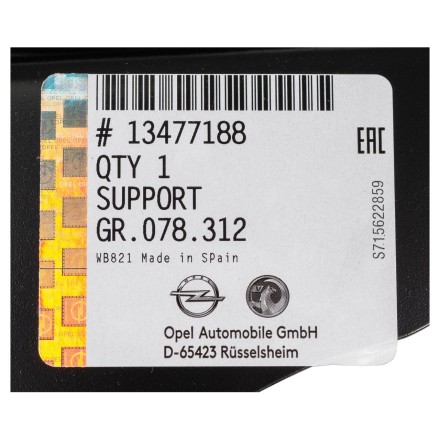 # 13477188
QTY 1
SUPPORT
GR.078.312
WB821 Made in SPain
EAC
S715622859
Opel Automobile GmbH
D-65423 Rüsselsheim